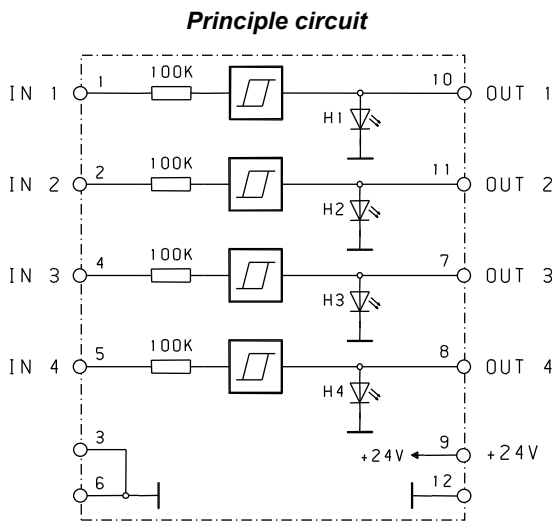 Principle circuit
IN 1 1 100K 10 OUT 1
H1
IN 2 2 100K 11 OUT 2
H2
IN 3 4 100K 7 OUT 3
H3
IN 4 5 100K 8 OUT 4
H4
3 +24V 9 +24V
6 12